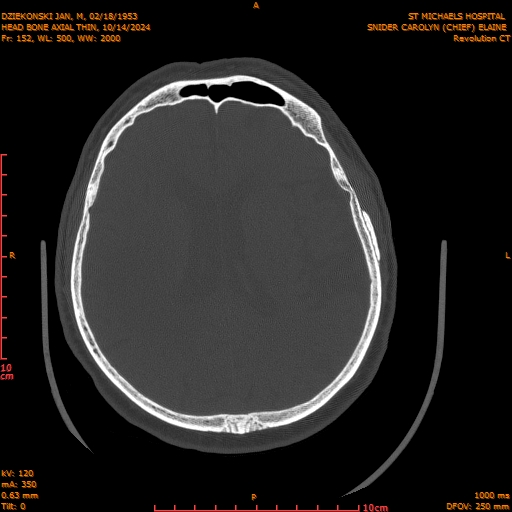 A
DZIEKONSKI JAN, M, 02/18/1953
HEAD BONE AXIAL THIN, 10/14/2024
Fr: 152, WL: 500, WW: 2000
ST MICHAELS HOSPITAL
SNIDER CAROLYN (CHIEF) ELAINE
Revolution CT
R
L
10
cm
kV: 120
mA: 350
0.63 mm
Tilt: 0
P
10cm
1000 ms
DFOV: 250 mm